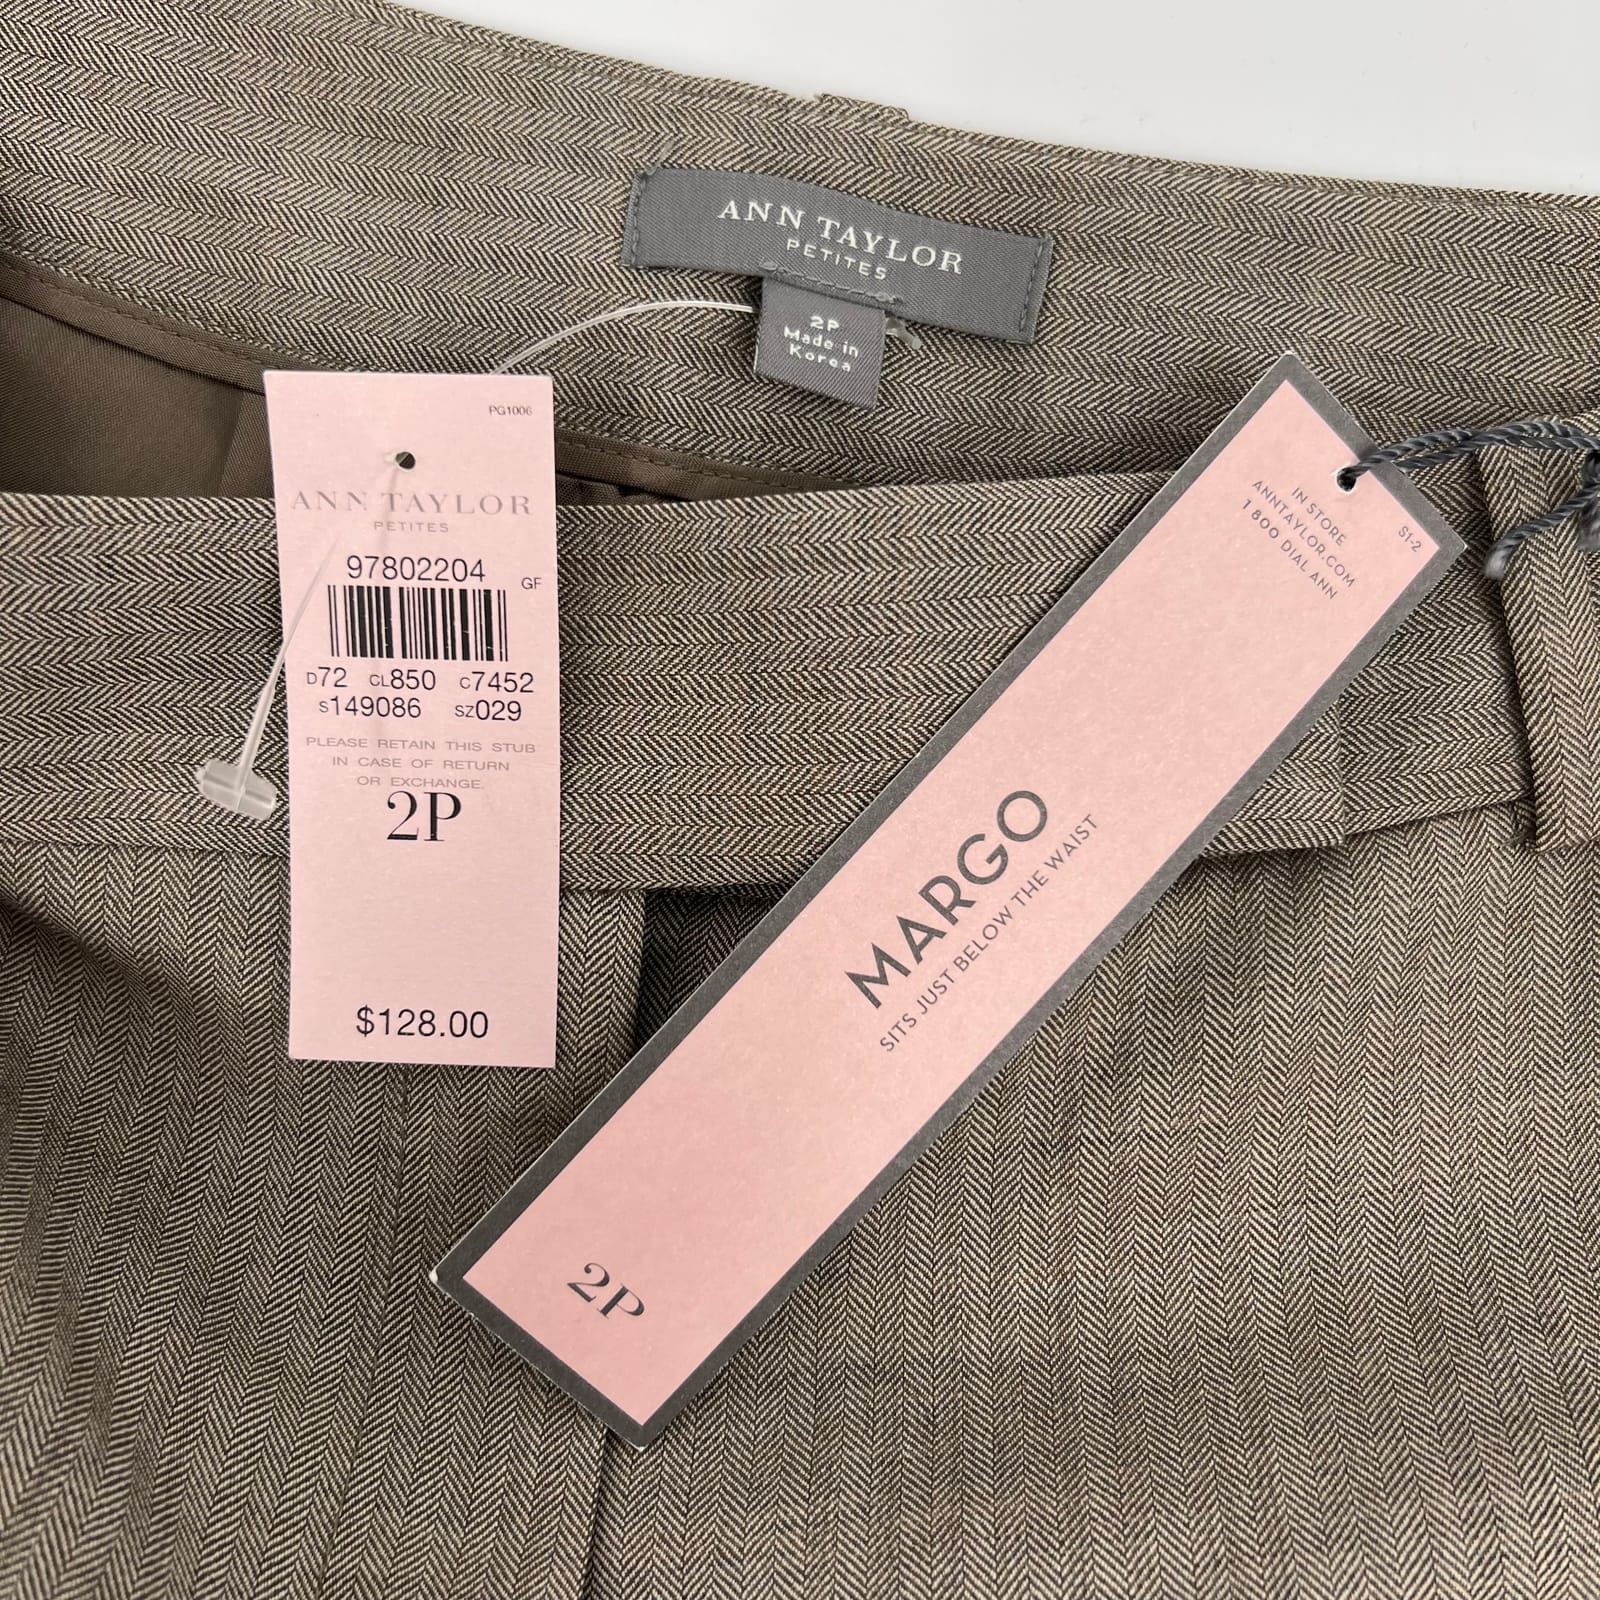 ANN TAYLOR
PETITES
2P
Made in
Korea
PG1006
ANN TAYLOR
PETITES
97802204
GF
D72 CL850 C7452
S149086 SZ029
PLEASE RETAIN THIS STUB
IN CASE OF RETURN
OR EXCHANGE.
2P
$128.00
IN STORE
ANNTAYLOR.COM
1 800 DIAL ANN
S1-2
MARGO
SITS JUST BELOW THE WAIST
2P